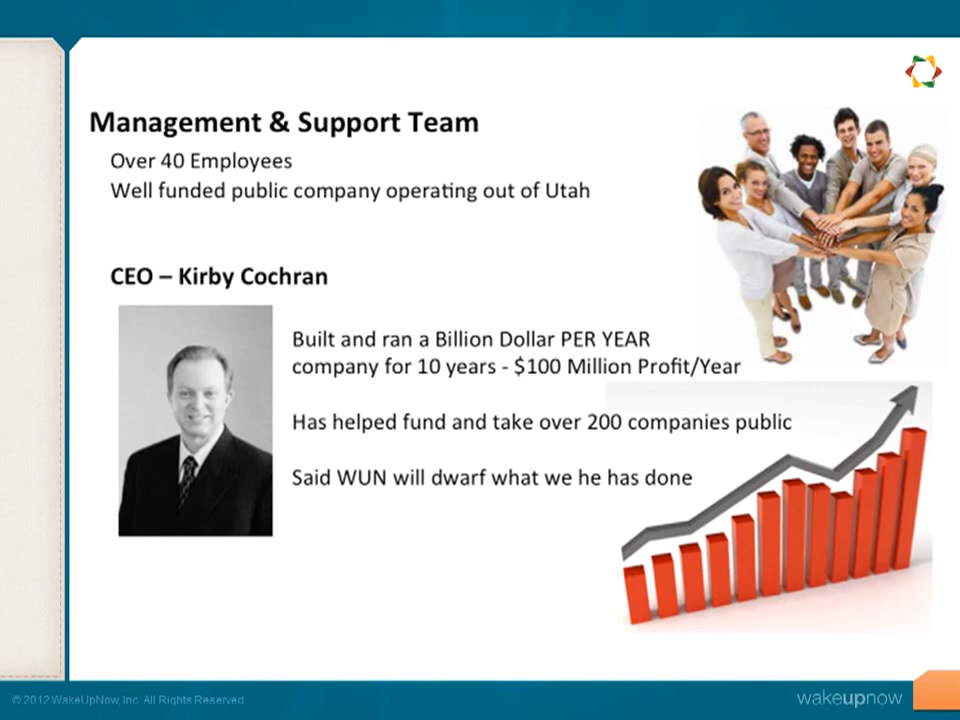 Management & Support Team
Over 40 Employees
Well funded public company operating out of Utah
CEO – Kirby Cochran
Built and ran a Billion Dollar PER YEAR
company for 10 years - $100 Million Profit/Year
Has helped fund and take over 200 companies public
Said WUN will dwarf what we he has done
© 2012 WakeUpNow, Inc. All Rights Reserved
wakeupnow